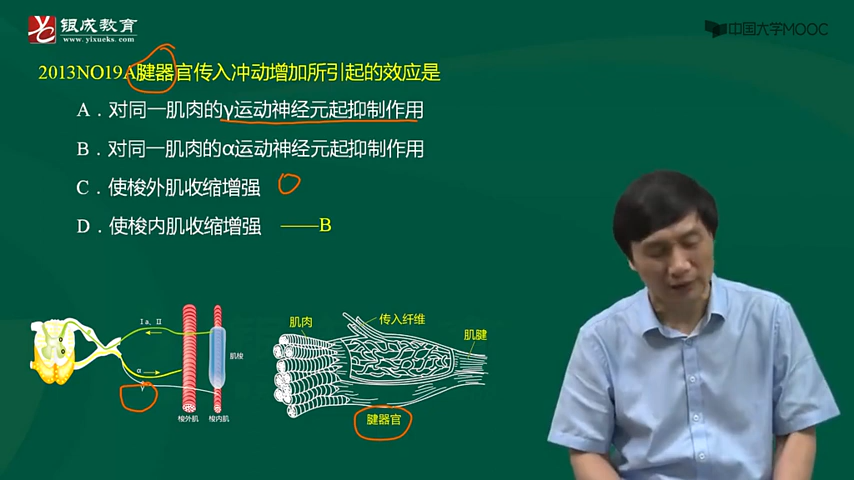 银成教育
www.yixueks.com
中国大学MOOC
2013NO19A腱器官传入冲动增加所引起的效应是
A．对同一肌肉的γ运动神经元起抑制作用
B．对同一肌肉的α运动神经元起抑制作用
C．使梭外肌收缩增强
D．使梭内肌收缩增强 ——B
Ⅰa、Ⅱ
肌梭
α
γ
梭外肌 梭内肌
肌肉
传入纤维
肌腱
腱器官